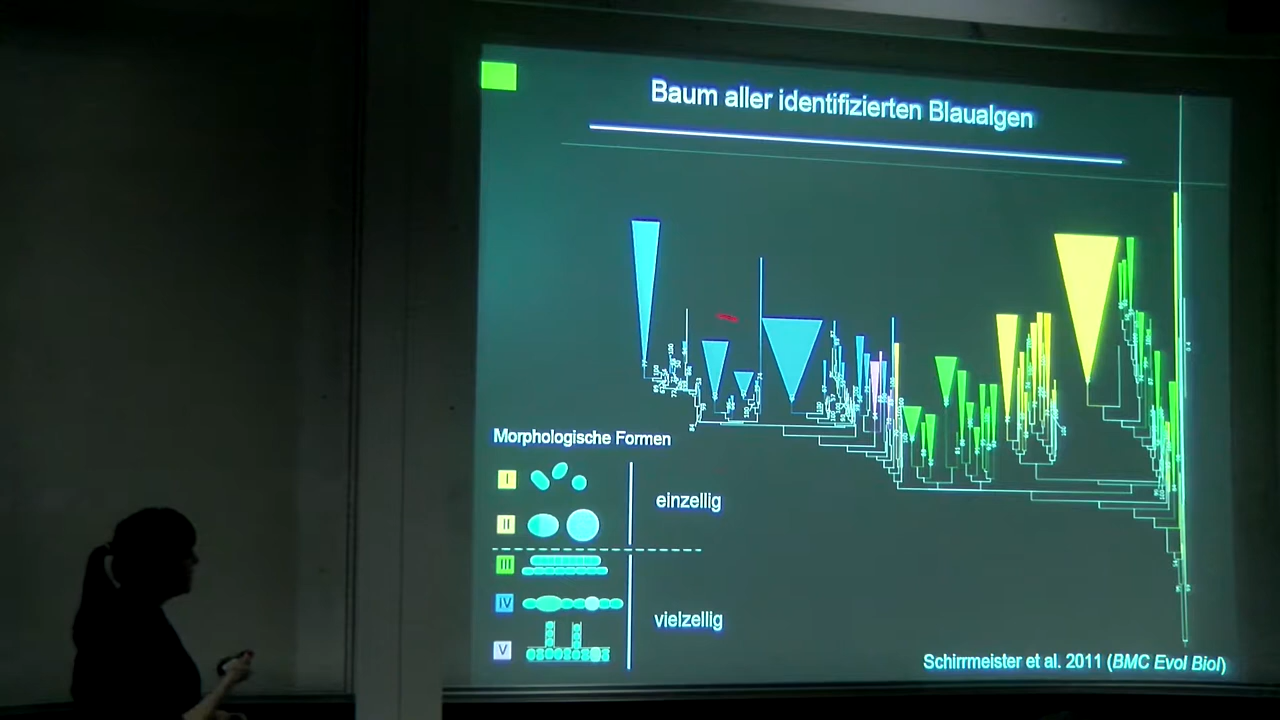 Baum aller identifizierten Blaualgen
Morphologische Formen
I
einzellig
II
III
IV
vielzellig
V
Schirrmeister et al. 2011 (BMC Evol Biol)